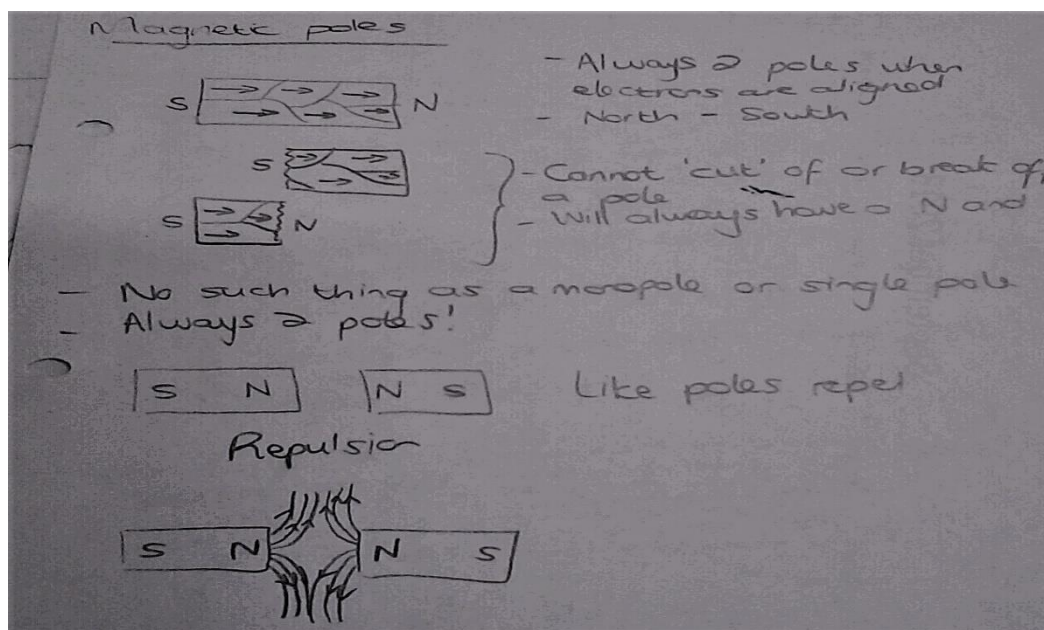 Magnetic poles
- Always 2 poles when
electrons are aligned
- North - South
S N
S
- Cannot 'cut' of or break of
a pole
- Will always have a N and
S N
- No such thing as a monopole or single pole
- Always 2 poles!
S N N S Like poles repel
Repulsion
S N N S